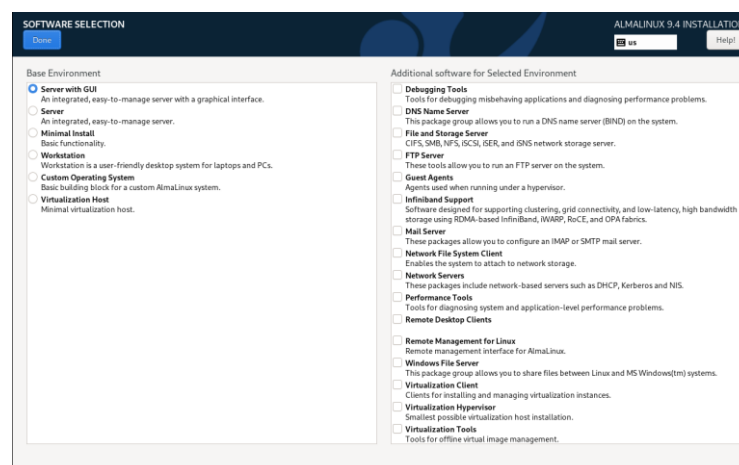 SOFTWARE SELECTION
Done
ALMALINUX 9.4 INSTALLATION
us
Help!
Base Environment
Server with GUI
An integrated, easy-to-manage server with a graphical interface.
Server
An integrated, easy-to-manage server.
Minimal Install
Basic functionality.
Workstation
Workstation is a user-friendly desktop system for laptops and PCs.
Custom Operating System
Basic building block for a custom AlmaLinux system.
Virtualization Host
Minimal virtualization host.
Additional software for Selected Environment
Debugging Tools
Tools for debugging misbehaving applications and diagnosing performance problems.
DNS Name Server
This package group allows you to run a DNS name server (BIND) on the system.
File and Storage Server
CIFS, SMB, NFS, iSCSI, iSER, and iSNS network storage server.
FTP Server
These tools allow you to run an FTP server on the system.
Guest Agents
Agents used when running under a hypervisor.
Infiniband Support
Software designed for supporting clustering, grid connectivity, and low-latency, high bandwidth
storage using RDMA-based InfiniBand, iWARP, RoCE, and OPA fabrics.
Mail Server
These packages allow you to configure an IMAP or SMTP mail server.
Network File System Client
Enables the system to attach to network storage.
Network Servers
These packages include network-based servers such as DHCP, Kerberos and NIS.
Performance Tools
Tools for diagnosing system and application-level performance problems.
Remote Desktop Clients
Remote Management for Linux
Remote management interface for AlmaLinux.
Windows File Server
This package group allows you to share files between Linux and MS Windows(tm) systems.
Virtualization Client
Clients for installing and managing virtualization instances.
Virtualization Hypervisor
Smallest possible virtualization host installation.
Virtualization Tools
Tools for offline virtual image management.